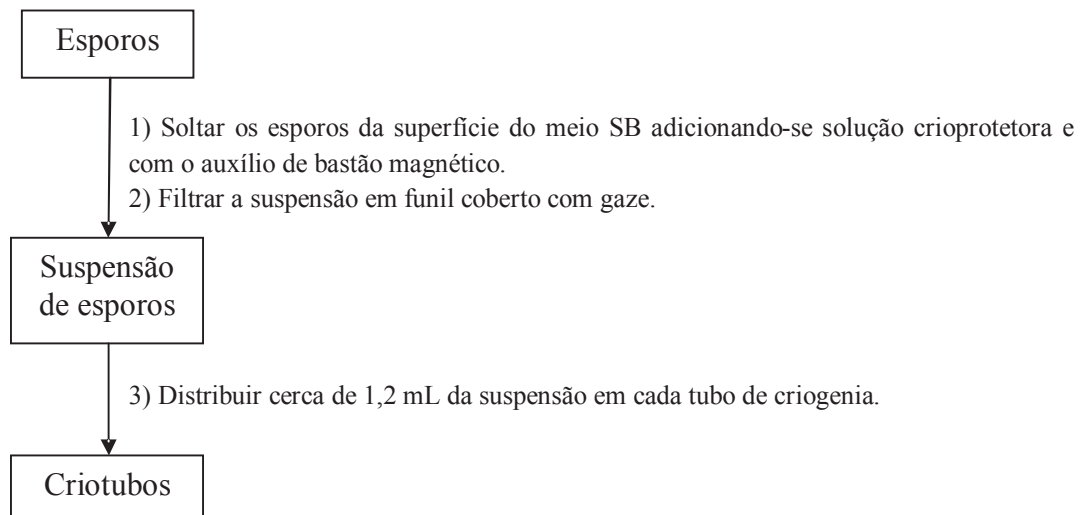 Esporos
1) Soltar os esporos da superfície do meio SB adicionando-se solução crioprotetora e
com o auxílio de bastão magnético.
2) Filtrar a suspensão em funil coberto com gaze.
Suspensão
de esporos
3) Distribuir cerca de 1,2 mL da suspensão em cada tubo de criogenia.
Criotubos